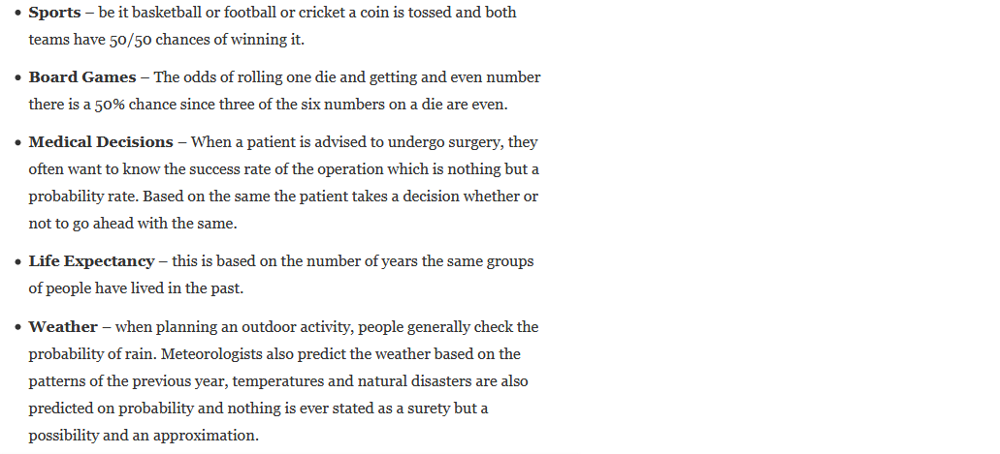 • Sports – be it basketball or football or cricket a coin is tossed and both
teams have 50/50 chances of winning it.
• Board Games – The odds of rolling one die and getting and even number
there is a 50% chance since three of the six numbers on a die are even.
• Medical Decisions – When a patient is advised to undergo surgery, they
often want to know the success rate of the operation which is nothing but a
probability rate. Based on the same the patient takes a decision whether or
not to go ahead with the same.
• Life Expectancy – this is based on the number of years the same groups
of people have lived in the past.
• Weather – when planning an outdoor activity, people generally check the
probability of rain. Meteorologists also predict the weather based on the
patterns of the previous year, temperatures and natural disasters are also
predicted on probability and nothing is ever stated as a surety but a
possibility and an approximation.